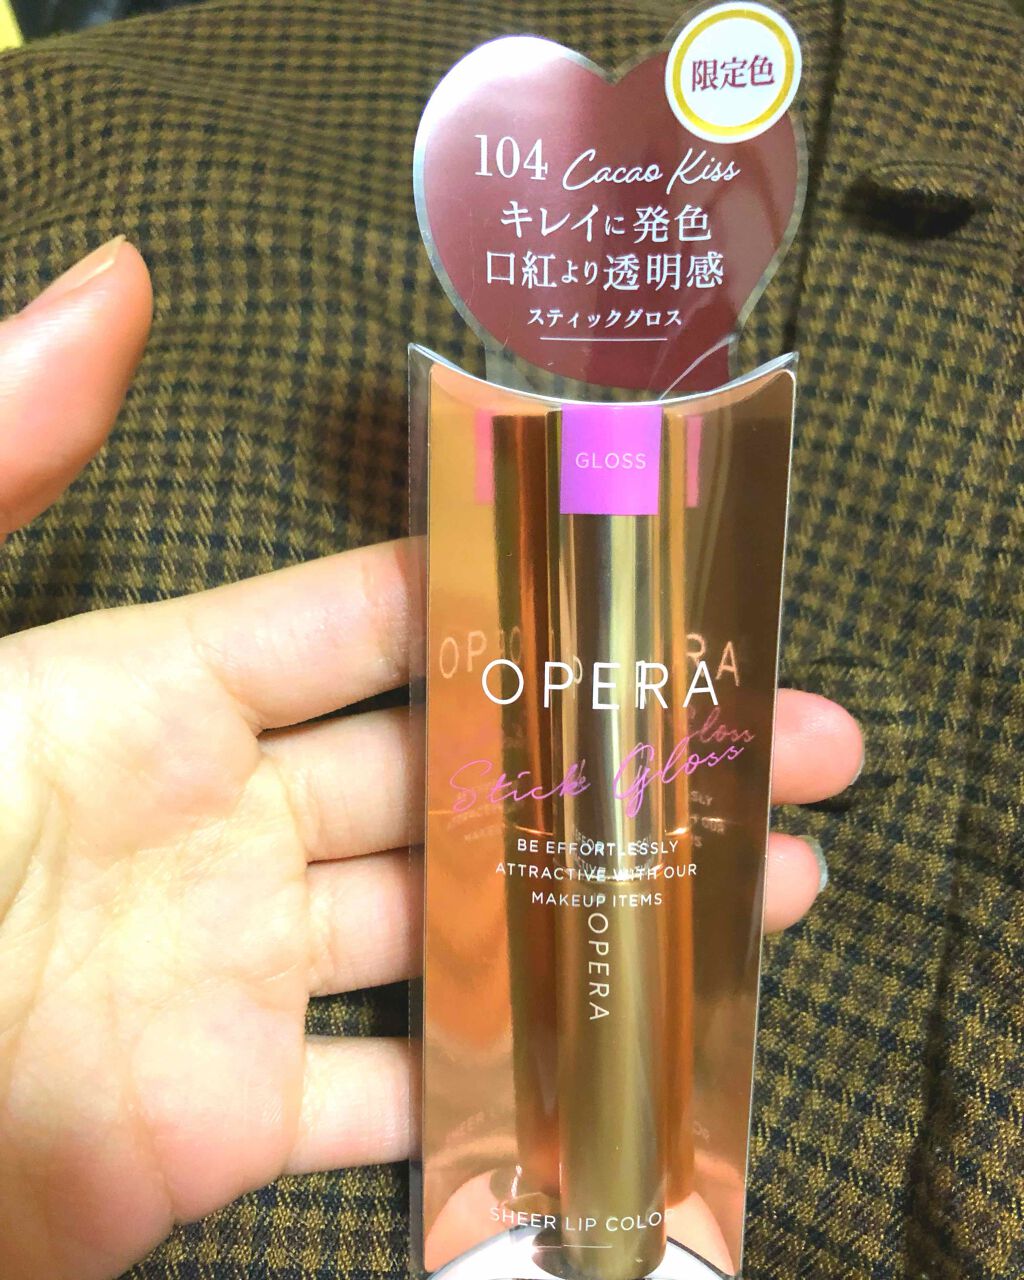 限定色
104 Cacao Kiss
キレイに発色
口紅より透明感
スティックグロス
GLOSS
OPERA
Stick Gloss
BE EFFORTLESSLY
ATTRACTIVE WITH OUR
MAKEUP ITEMS
OPERA
SHEER LIP COLOR